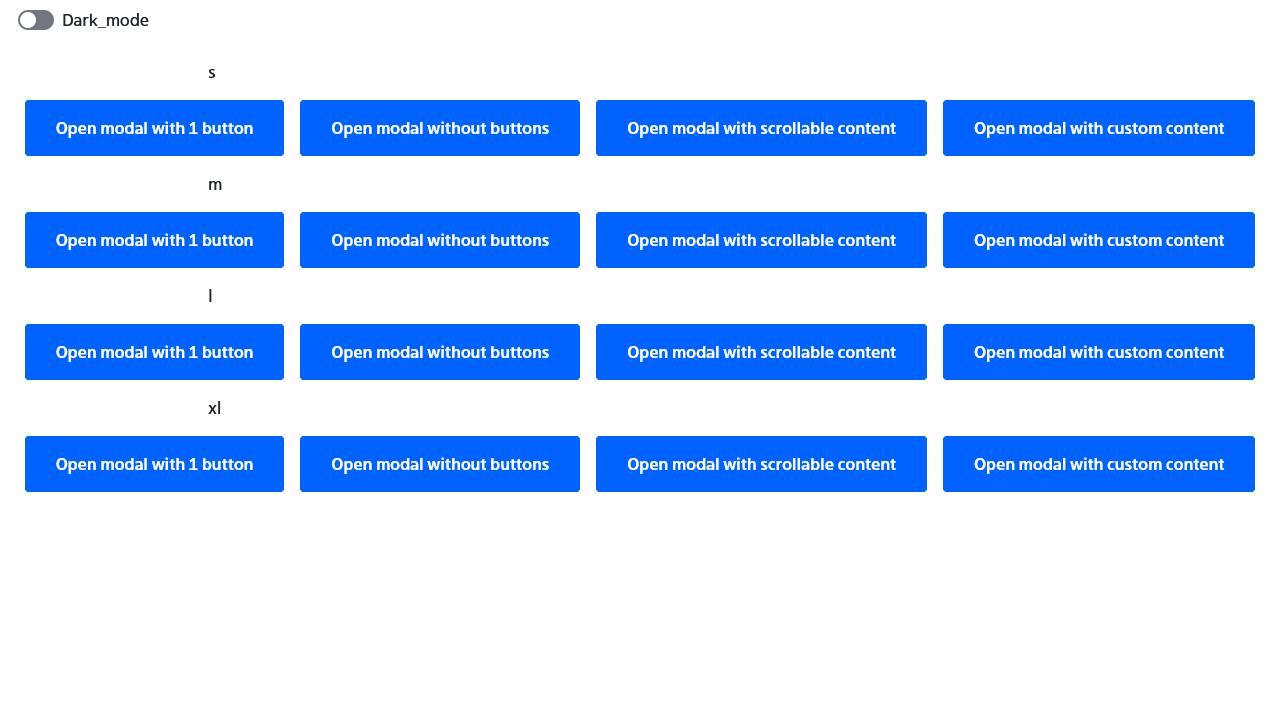 Dark_mode
s
Open modal with 1 button
Open modal without buttons
Open modal with scrollable content
Open modal with custom content
m
Open modal with 1 button
Open modal without buttons
Open modal with scrollable content
Open modal with custom content
l
Open modal with 1 button
Open modal without buttons
Open modal with scrollable content
Open modal with custom content
xl
Open modal with 1 button
Open modal without buttons
Open modal with scrollable content
Open modal with custom content